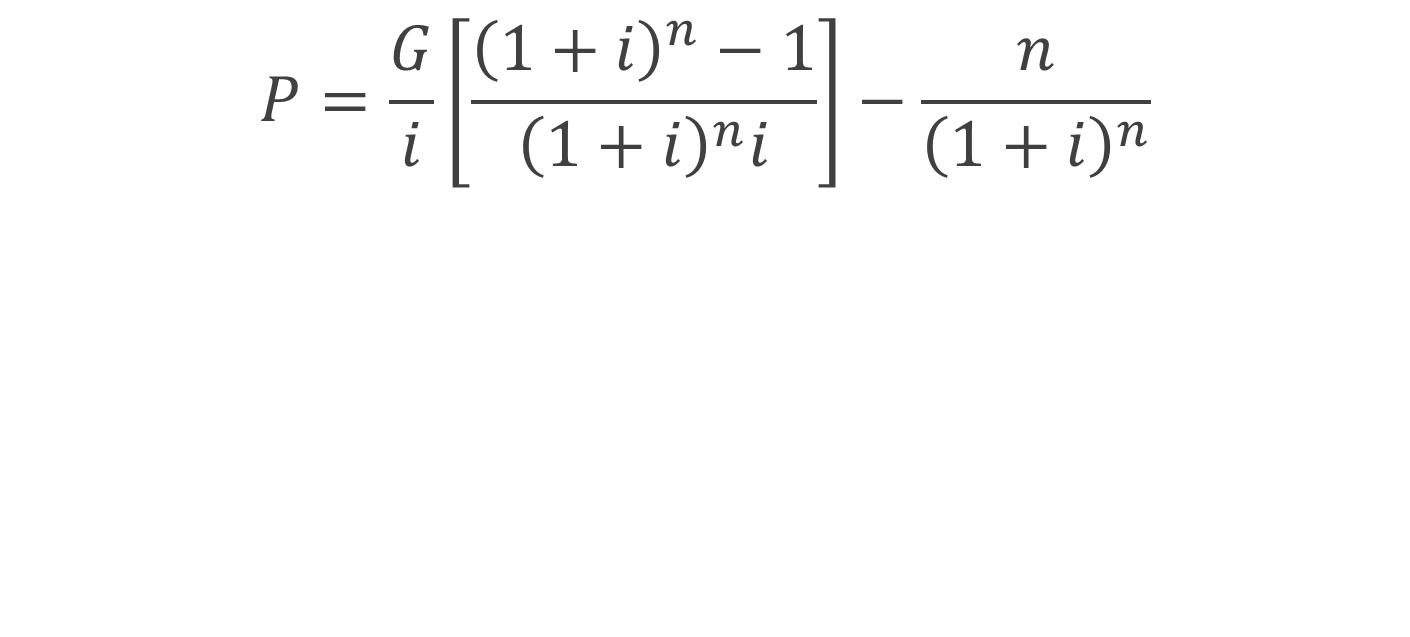 P = G/i [((1 + i)^n − 1)/((1 + i)^n i)] − n/(1 + i)^n